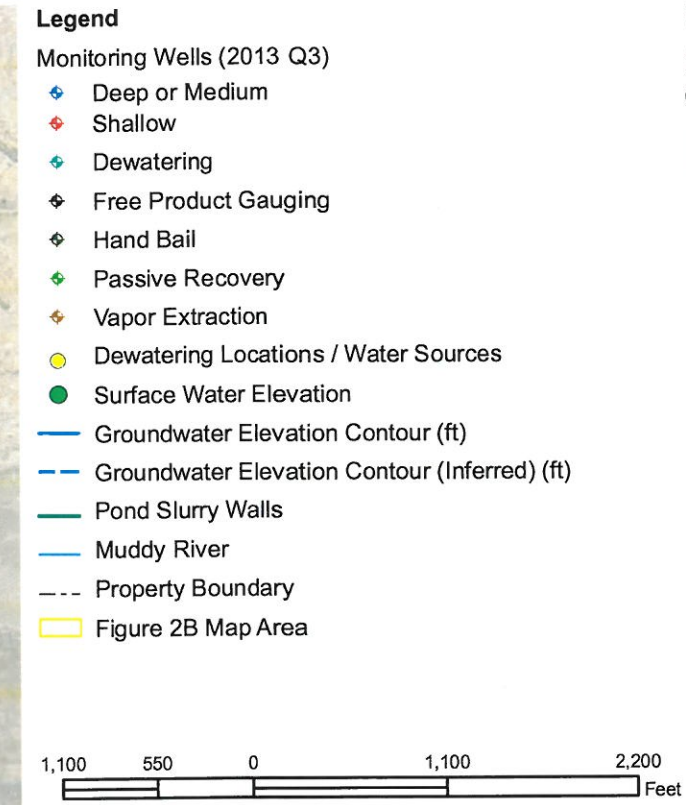 Legend
Monitoring Wells (2013 Q3)
Deep or Medium
Shallow
Dewatering
Free Product Gauging
Hand Bail
Passive Recovery
Vapor Extraction
Dewatering Locations / Water Sources
Surface Water Elevation
Groundwater Elevation Contour (ft)
Groundwater Elevation Contour (Inferred) (ft)
Pond Slurry Walls
Muddy River
Property Boundary
Figure 2B Map Area
1,100 550 0 1,100 2,200
Feet